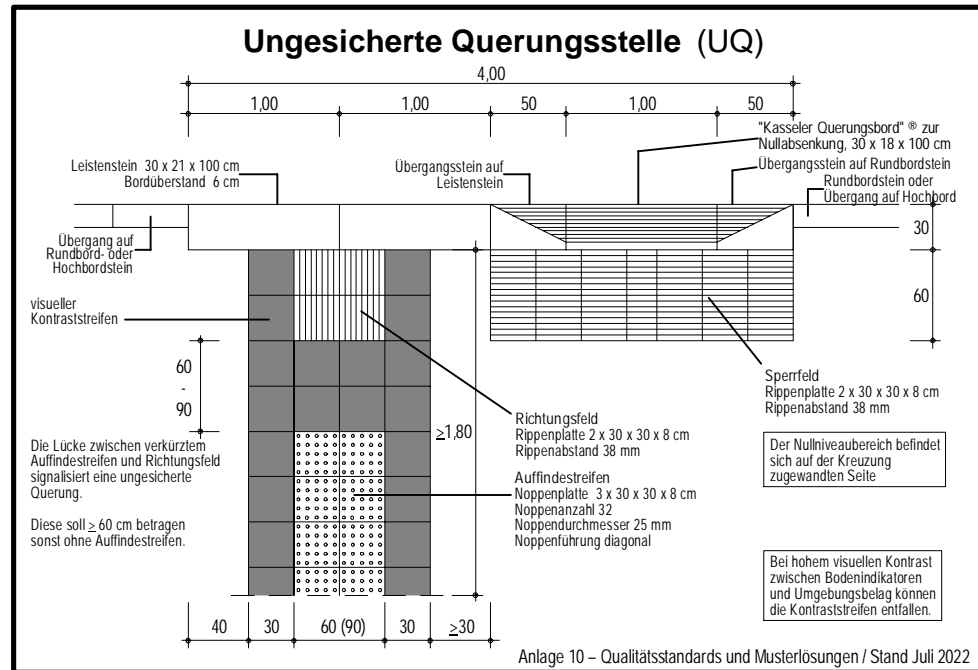 Ungesicherte Querungsstelle (UQ)
4,00
1,00
1,00
50
1,00
50
"Kasseler Querungsbord" ® zur
Nullabsenkung, 30 x 18 x 100 cm
Leistenstein 30 x 21 x 100 cm
Bordüberstand 6 cm
Übergangsstein auf
Leistenstein
Übergangsstein auf Rundbordstein
Rundbordstein oder
Übergang auf Hochbord
Übergang auf
Rundbord- oder
Hochbordstein
30
60
visueller
Kontraststreifen
60
-
90
≥1,80
Sperrfeld
Rippenplatte 2 x 30 x 30 x 8 cm
Rippenabstand 38 mm
Richtungsfeld
Rippenplatte 2 x 30 x 30 x 8 cm
Rippenabstand 38 mm
Die Lücke zwischen verkürztem
Auffindestreifen und Richtungsfeld
signalisiert eine ungesicherte
Querung.
Diese soll ≥ 60 cm betragen
sonst ohne Auffindestreifen.
Auffindestreifen
Noppenplatte 3 x 30 x 30 x 8 cm
Noppenanzahl 32
Noppendurchmesser 25 mm
Noppenführung diagonal
Der Nullniveaubereich befindet
sich auf der Kreuzung
zugewandten Seite
Bei hohem visuellen Kontrast
zwischen Bodenindikatoren
und Umgebungsbelag können
die Kontraststreifen entfallen.
40
30
60 (90)
30
≥30
Anlage 10 – Qualitätsstandards und Musterlösungen / Stand Juli 2022